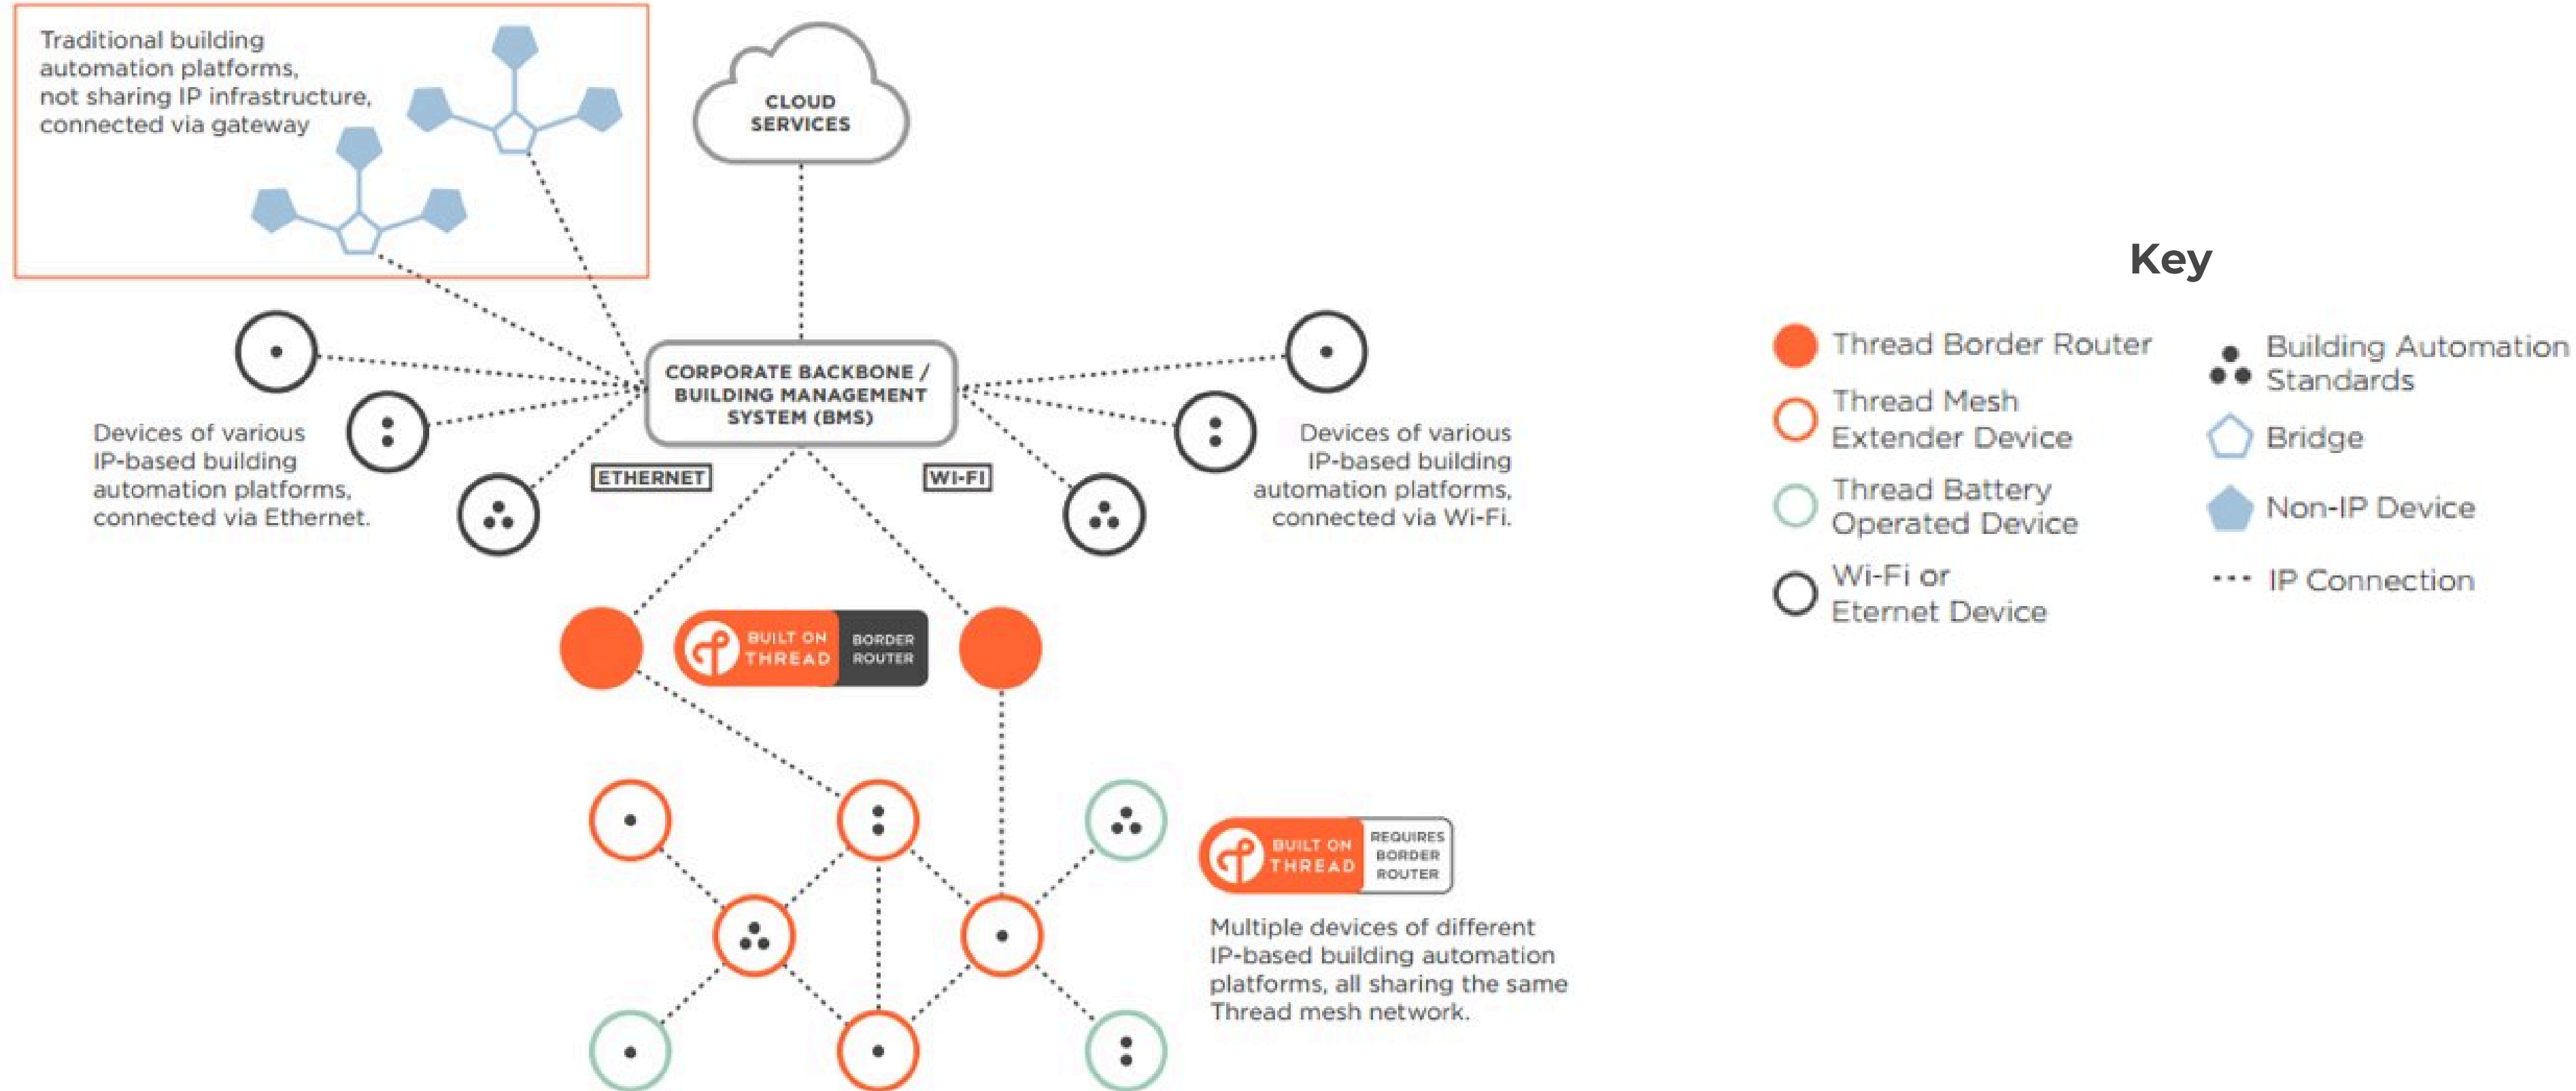 Traditional building
automation platforms,
not sharing IP infrastructure,
connected via gateway
CLOUD
SERVICES
CORPORATE BACKBONE /
BUILDING MANAGEMENT
SYSTEM (BMS)
Devices of various
IP-based building
automation platforms,
connected via Ethernet.
ETHERNET
WI-FI
Devices of various
IP-based building
automation platforms,
connected via Wi-Fi.
BUILT ON
THREAD
BORDER
ROUTER
BUILT ON
THREAD
REQUIRES
BORDER
ROUTER
Multiple devices of different
IP-based building automation
platforms, all sharing the same
Thread mesh network.
Key
Thread Border Router
Thread Mesh
Extender Device
Thread Battery
Operated Device
Wi-Fi or
Eternet Device
Building Automation
Standards
Bridge
Non-IP Device
IP Connection